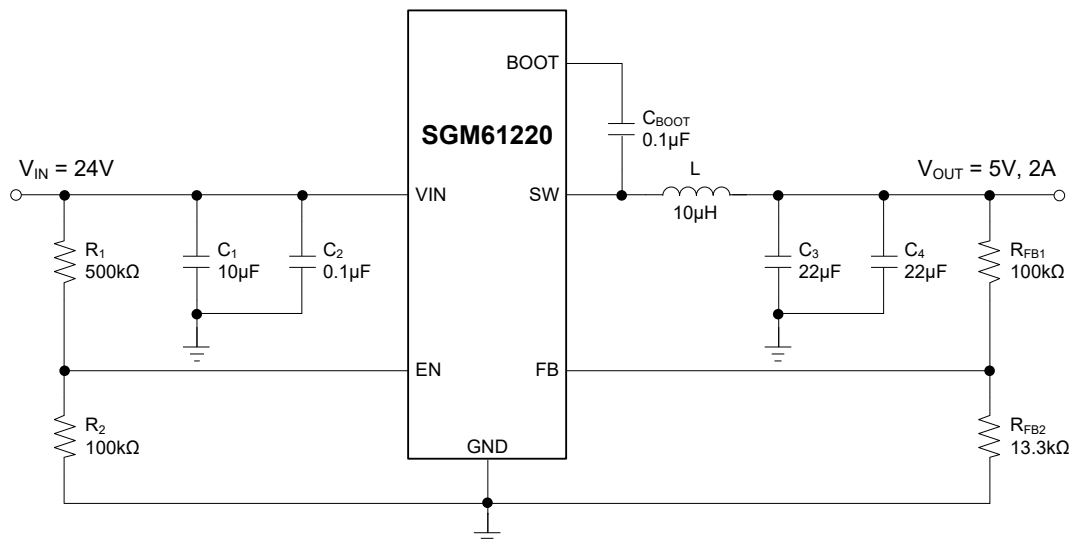 BOOT
SGM61220
C_BOOT
0.1µF
V_IN = 24V
VIN
SW
L
10µH
V_OUT = 5V, 2A
R_1
500kΩ
C_1
10µF
C_2
0.1µF
C_3
22µF
C_4
22µF
R_FB1
100kΩ
EN
FB
R_2
100kΩ
GND
R_FB2
13.3kΩ